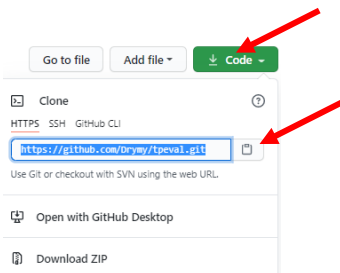 Go to file Add file Code
Clone
HTTPS SSH GitHub CLI
https://github.com/Drymy/tpeval.git
Use Git or checkout with SVN using the web URL.
Open with GitHub Desktop
Download ZIP